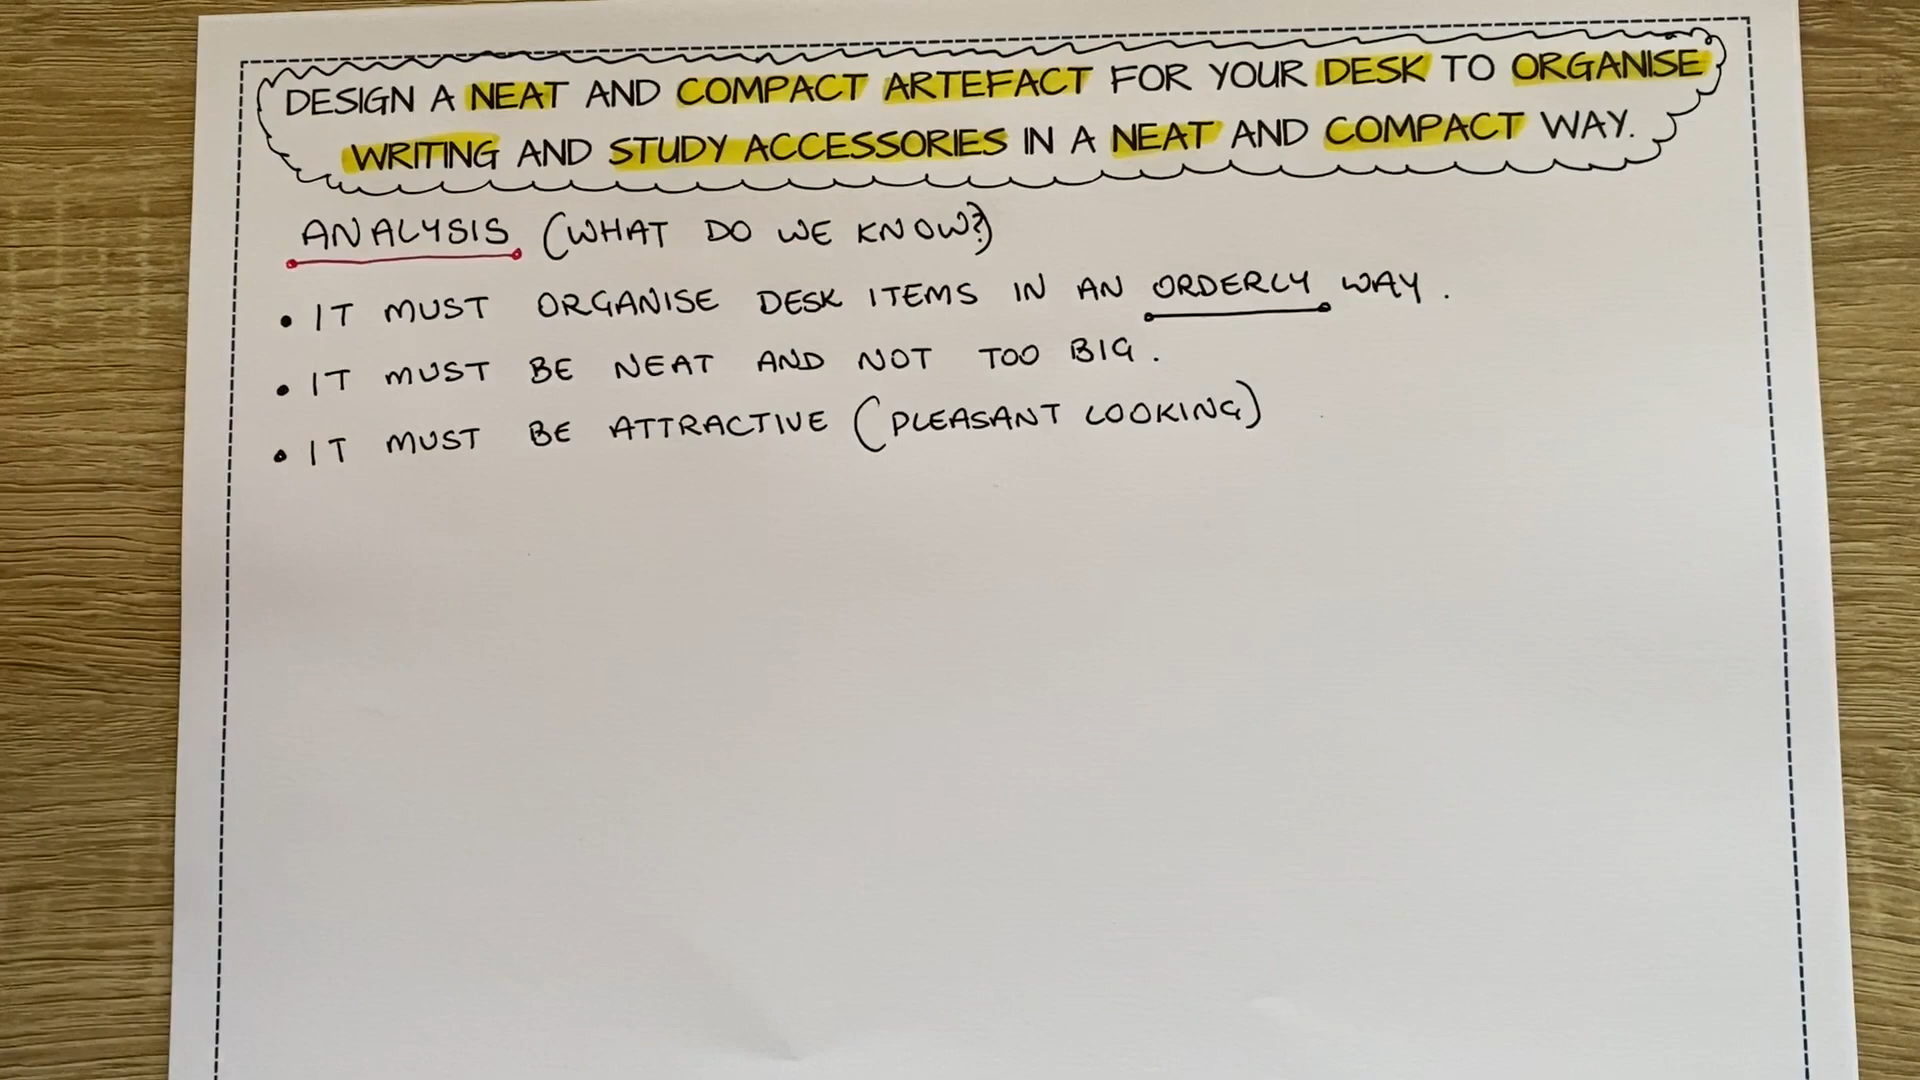 DESIGN A NEAT AND COMPACT ARTEFACT FOR YOUR DESK TO ORGANISE
WRITING AND STUDY ACCESSORIES IN A NEAT AND COMPACT WAY.
ANALYSIS (WHAT DO WE KNOW?)
• IT MUST ORGANISE DESK ITEMS IN AN ORDERLY WAY.
• IT MUST BE NEAT AND NOT TOO BIG.
• IT MUST BE ATTRACTIVE (PLEASANT LOOKING)